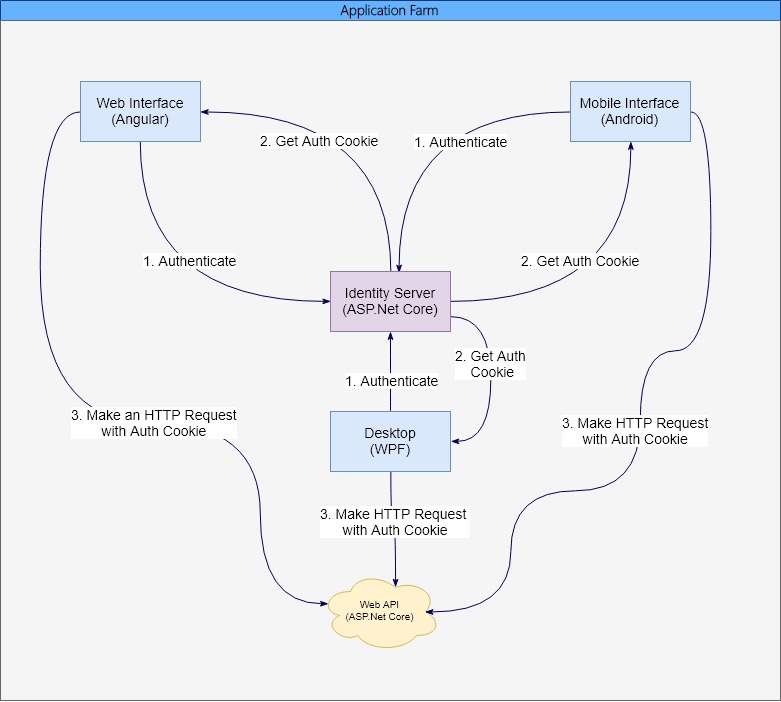 Application Farm
Web Interface
(Angular)
Mobile Interface
(Android)
2. Get Auth Cookie
1. Authenticate
1. Authenticate
2. Get Auth Cookie
Identity Server
(ASP.Net Core)
2. Get Auth
Cookie
1. Authenticate
3. Make an HTTP Request
with Auth Cookie
Desktop
(WPF)
3. Make HTTP Request
with Auth Cookie
3. Make HTTP Request
with Auth Cookie
Web API
(ASP.Net Core)